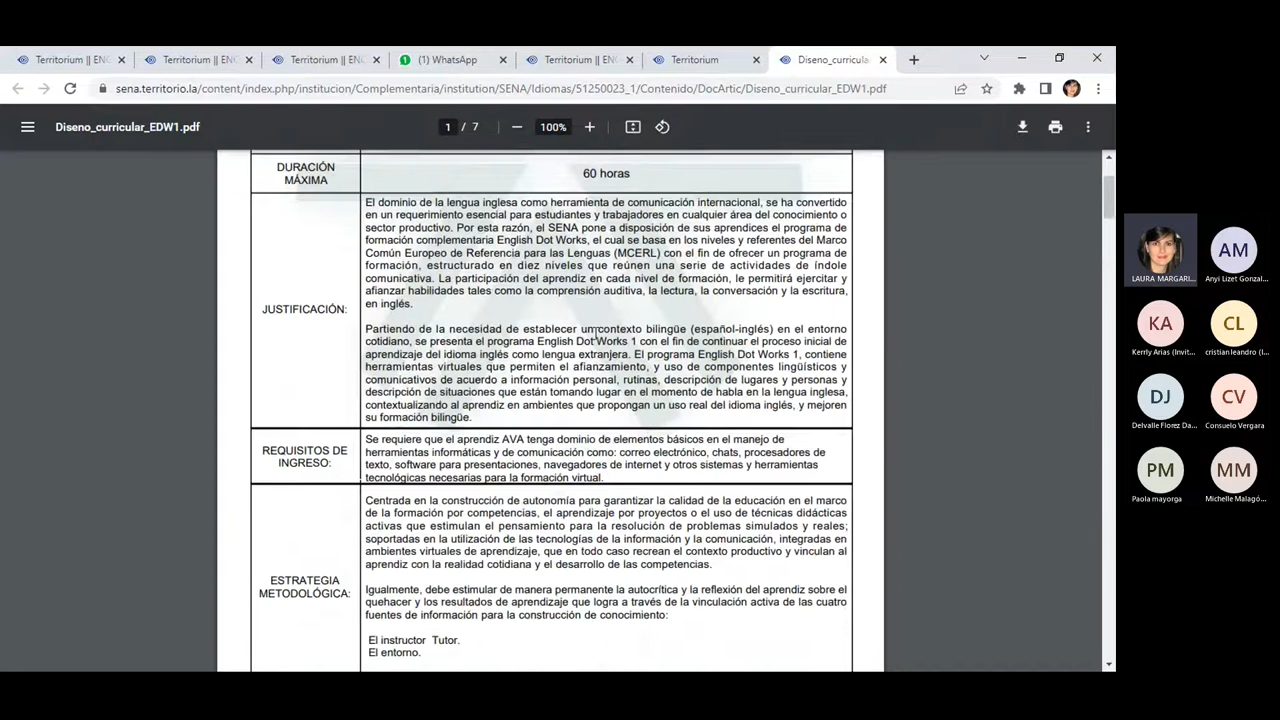 Territorium || ENC
Territorium || ENC
Territorium || ENC
(1) WhatsApp
Territorium || ENC
Territorium
Diseno_curricula
sena.territorio.la/content/index.php/institucion/Complementaria/institution/SENA/Idiomas/51250023_1/Contenido/DocArtic/Diseno_curricular_EDW1.pdf
Diseno_curricular_EDW1.pdf
1 / 7
100%
DURACIÓN
MÁXIMA
60 horas
JUSTIFICACIÓN:
El dominio de la lengua inglesa como herramienta de comunicación internacional, se ha convertido
en un requerimiento esencial para estudiantes y trabajadores en cualquier área del conocimiento o
sector productivo. Por esta razón, el SENA pone a disposición de sus aprendices el programa de
formación complementaria English Dot Works, el cual se basa en los niveles y referentes del Marco
Común Europeo de Referencia para las Lenguas (MCERL) con el fin de ofrecer un programa de
formación, estructurado en diez niveles que reúnen una serie de actividades de índole
comunicativa. La participación del aprendiz en cada nivel de formación, le permitirá ejercitar y
afianzar habilidades tales como la comprensión auditiva, la lectura, la conversación y la escritura,
en inglés.
Partiendo de la necesidad de establecer un contexto bilingüe (español-inglés) en el entorno
cotidiano, se presenta el programa English Dot Works 1 con el fin de continuar el proceso inicial de
aprendizaje del idioma inglés como lengua extranjera. El programa English Dot Works 1, contiene
herramientas virtuales que permiten el afianzamiento, y uso de componentes lingüísticos y
comunicativos de acuerdo a información personal, rutinas, descripción de lugares y personas y
descripción de situaciones que están tomando lugar en el momento de habla en la lengua inglesa,
contextualizando al aprendiz en ambientes que propongan un uso real del idioma inglés, y mejoren
su formación bilingüe.
REQUISITOS DE
INGRESO:
Se requiere que el aprendiz AVA tenga dominio de elementos básicos en el manejo de
herramientas informáticas y de comunicación como: correo electrónico, chats, procesadores de
texto, software para presentaciones, navegadores de internet y otros sistemas y herramientas
tecnológicas necesarias para la formación virtual.
ESTRATEGIA
METODOLÓGICA:
Centrada en la construcción de autonomía para garantizar la calidad de la educación en el marco
de la formación por competencias, el aprendizaje por proyectos o el uso de técnicas didácticas
activas que estimulan el pensamiento para la resolución de problemas simulados y reales;
soportadas en la utilización de las tecnologías de la información y la comunicación, integradas en
ambientes virtuales de aprendizaje, que en todo caso recrean el contexto productivo y vinculan al
aprendiz con la realidad cotidiana y el desarrollo de las competencias.
Igualmente, debe estimular de manera permanente la autocrítica y la reflexión del aprendiz sobre el
quehacer y los resultados de aprendizaje que logra a través de la vinculación activa de las cuatro
fuentes de información para la construcción de conocimiento:
El instructor Tutor.
El entorno.
LAURA MARGARI...
AM
Anyi Lizet Gonzal...
KA
Kerrly Arias (Invit...
CL
cristian leandro (I...
DJ
Delvalle Florez Da...
CV
Consuelo Vergara
PM
Paola mayorga
MM
Michelle Malagó...